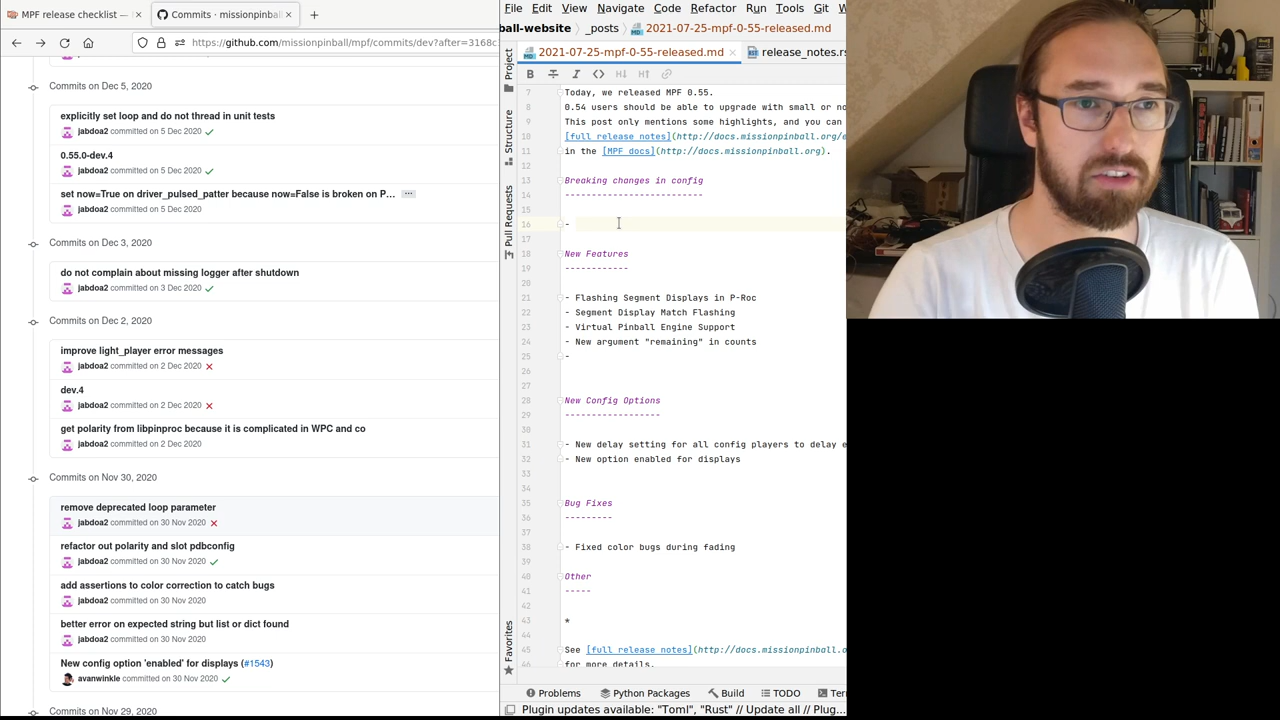 MPF release checklist —
Commits · missionpinball
https://github.com/missionpinball/mpf/commits/dev?after=3168c
Commits on Dec 5, 2020
explicitly set loop and do not thread in unit tests
jabdoa2 committed on 5 Dec 2020
0.55.0-dev.4
jabdoa2 committed on 5 Dec 2020
set now=True on driver_pulsed_patter because now=False is broken on P...
jabdoa2 committed on 5 Dec 2020
Commits on Dec 3, 2020
do not complain about missing logger after shutdown
jabdoa2 committed on 3 Dec 2020
Commits on Dec 2, 2020
improve light_player error messages
jabdoa2 committed on 2 Dec 2020
dev.4
jabdoa2 committed on 2 Dec 2020
get polarity from libpinproc because it is complicated in WPC and co
jabdoa2 committed on 2 Dec 2020
Commits on Nov 30, 2020
remove deprecated loop parameter
jabdoa2 committed on 30 Nov 2020
refactor out polarity and slot pdbconfig)
jabdoa2 committed on 30 Nov 2020
add assertions to color correction to catch bugs
jabdoa2 committed on 30 Nov 2020
better error on expected string but list or dict found
jabdoa2 committed on 30 Nov 2020
New config option 'enabled' for displays (#1543)
avanwinkle committed on 30 Nov 2020
Commits on Nov 29, 2020
File Edit View Navigate Code Refactor Run Tools Git W
ball-website _posts 2021-07-25-mpf-0-55-released.md
2021-07-25-mpf-0-55-released.md release_notes.rs
Project
Structure
Pull Requests
Favorites
7 Today, we released MPF 0.55.
8 0.54 users should be able to upgrade with small or no
9 This post only mentions some highlights, and you can
10 [full release notes](http://docs.missionpinball.org/e
11 in the [MPF docs](http://docs.missionpinball.org).
12
13 Breaking changes in config
14 --------------------------
15
16 -
17
18 New Features
19 ------------
20
21 - Flashing Segment Displays in P-Roc
22 - Segment Display Match Flashing
23 - Virtual Pinball Engine Support
24 - New argument "remaining" in counts
25 -
26
27
28 New Config Options
29 ------------------
30
31 - New delay setting for all config players to delay e
32 - New option enabled for displays
33
34
35 Bug Fixes
36 ---------
37
38 - Fixed color bugs during fading
39
40 Other
41 -----
42
43 *
44
45 See [full release notes](http://docs.missionpinball.o
46 for more details.
Problems Python Packages Build TODO Ter
Plugin updates available: "Toml", "Rust" // Update all // Plug...